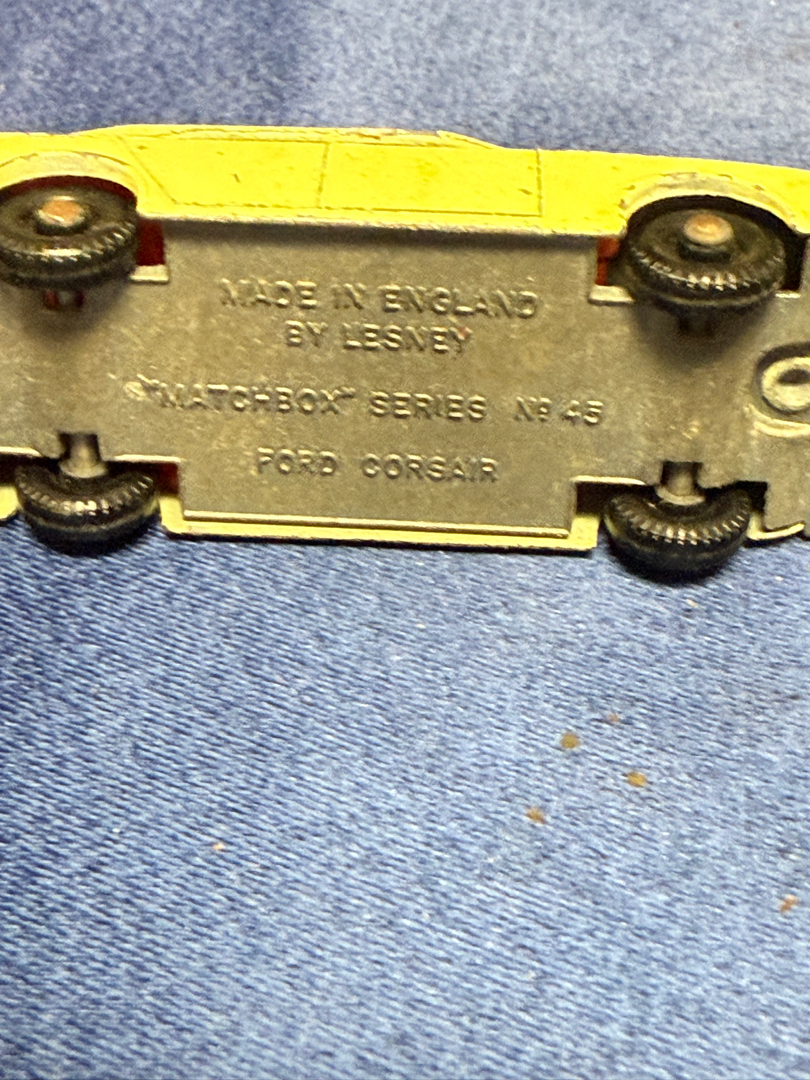 MADE IN ENGLAND
BY LESNEY
©"MATCHBOX" SERIES Nº 45
FORD CORSAIR